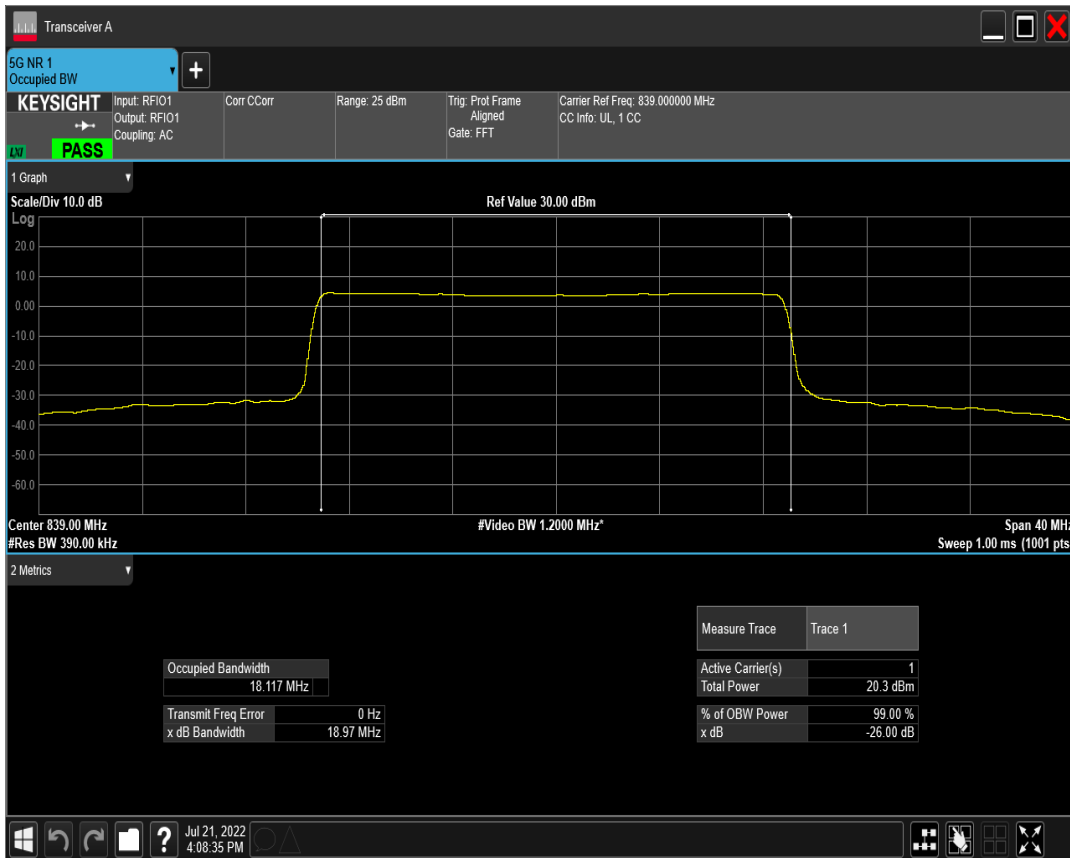 Transceiver A
5G NR 1
Occupied BW
KEYSIGHT
LXI
PASS
Input: RFIO1
Output: RFIO1
Coupling: AC
Corr CCorr
Range: 25 dBm
Trig: Prot Frame
Aligned
Gate: FFT
Carrier Ref Freq: 839.000000 MHz
CC Info: UL, 1 CC
1 Graph
Scale/Div 10.0 dB
Ref Value 30.00 dBm
Log
20.0
10.0
0.00
-10.0
-20.0
-30.0
-40.0
-50.0
-60.0
Center 839.00 MHz
#Video BW 1.2000 MHz*
Span 40 MHz
#Res BW 390.00 kHz
Sweep 1.00 ms (1001 pts
2 Metrics
Measure Trace Trace 1
Occupied Bandwidth
18.117 MHz
Active Carrier(s) 1
Total Power 20.3 dBm
Transmit Freq Error 0 Hz
x dB Bandwidth 18.97 MHz
% of OBW Power 99.00 %
x dB -26.00 dB
?
Jul 21, 2022
4:08:35 PM